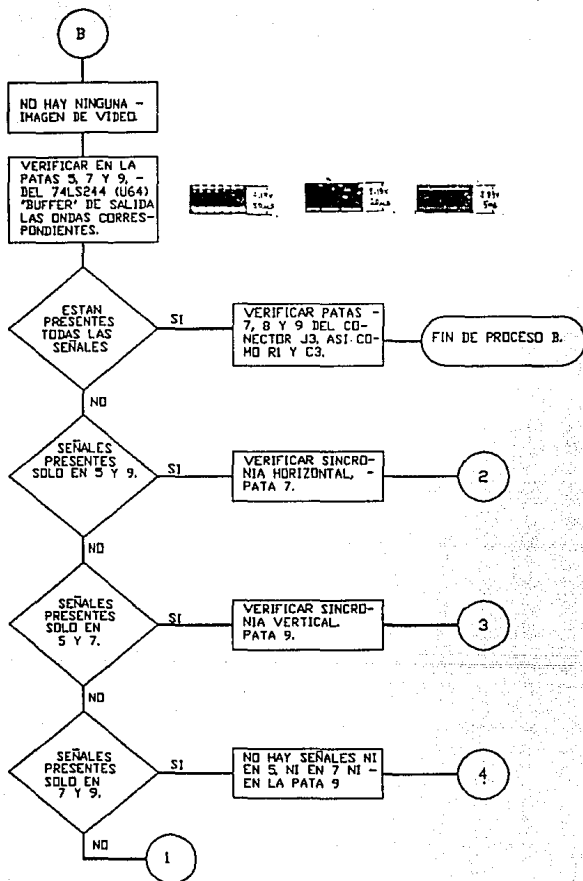 B
NO HAY NINGUNA -
IMAGEN DE VIDEO.
VERIFICAR EN LA
PATAS 5, 7 Y 9, -
DEL 74LS244 (U64)
"BUFFER" DE SALIDA
LAS ONDAS CORRES-
PONDIENTES.
ESTAN
PRESENTES
TODAS LAS
SEÑALES
SI
VERIFICAR PATAS -
7, 8 Y 9 DEL CO-
NECTOR J3, ASI CO-
MO R1 Y C3.
FIN DE PROCESO B.
NO
SEÑALES
PRESENTES
SOLO EN 5 Y 9.
SI
VERIFICAR SINCRO-
NIA HORIZONTAL, -
PATA 7.
2
NO
SEÑALES
PRESENTES
SOLO EN
5 Y 7.
SI
VERIFICAR SINCRO-
NIA VERTICAL.
PATA 9.
3
NO
SEÑALES
PRESENTES
SOLO EN
7 Y 9.
SI
NO HAY SEÑALES NI
EN 5, NI EN 7 NI -
EN LA PATA 9
4
NO
1